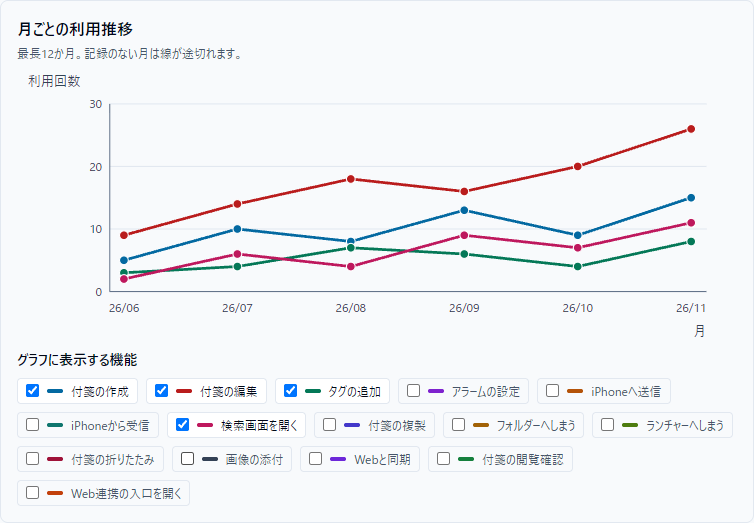 月ごとの利用推移
最長12か月。記録のない月は線が途切れます。
利用回数
30
20
10
0
26/06 26/07 26/08 26/09 26/10 26/11
月
グラフに表示する機能
付箋の作成 付箋の編集 タグの追加 アラームの設定 iPhoneへ送信
iPhoneから受信 検索画面を開く 付箋の複製 フォルダーへしまう ランチャーへしまう
付箋の折りたたみ 画像の添付 Webと同期 付箋の閲覧確認
Web連携の入口を開く